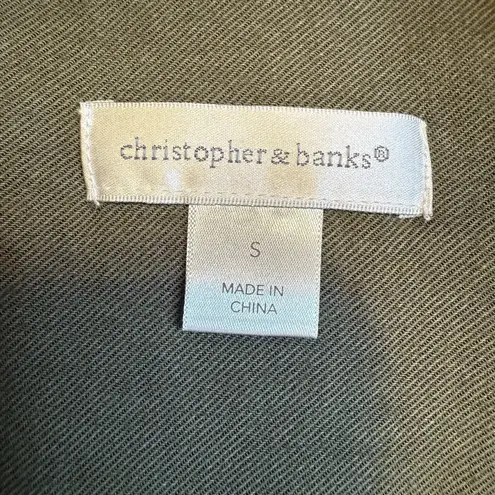 christopher & banks®
S
MADE IN
CHINA